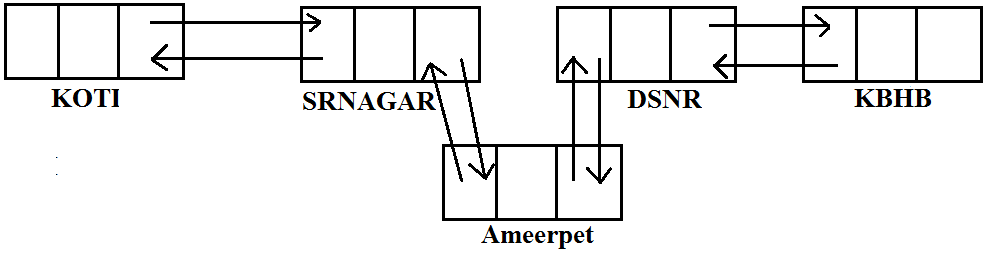 KOTI
SRNAGAR
DSNR
KBHB
Ameerpet